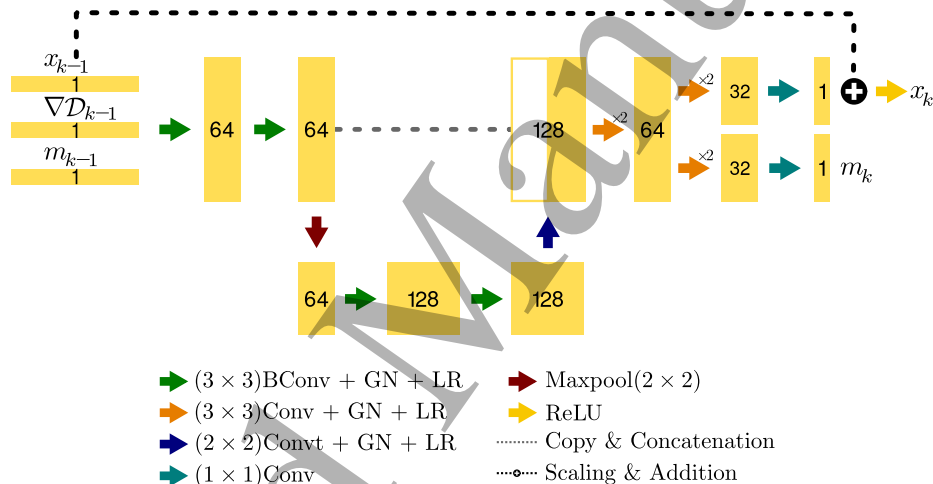 x_{k−1}
1
∇𝒟_{k−1}
1
m_{k−1}
1
64
64
128
×2
64
×2
32
1
x_k
×2
32
1
m_k
64
128
128
(3 × 3)BConv + GN + LR
(3 × 3)Conv + GN + LR
(2 × 2)Convt + GN + LR
(1 × 1)Conv
Maxpool(2 × 2)
ReLU
Copy & Concatenation
Scaling & Addition